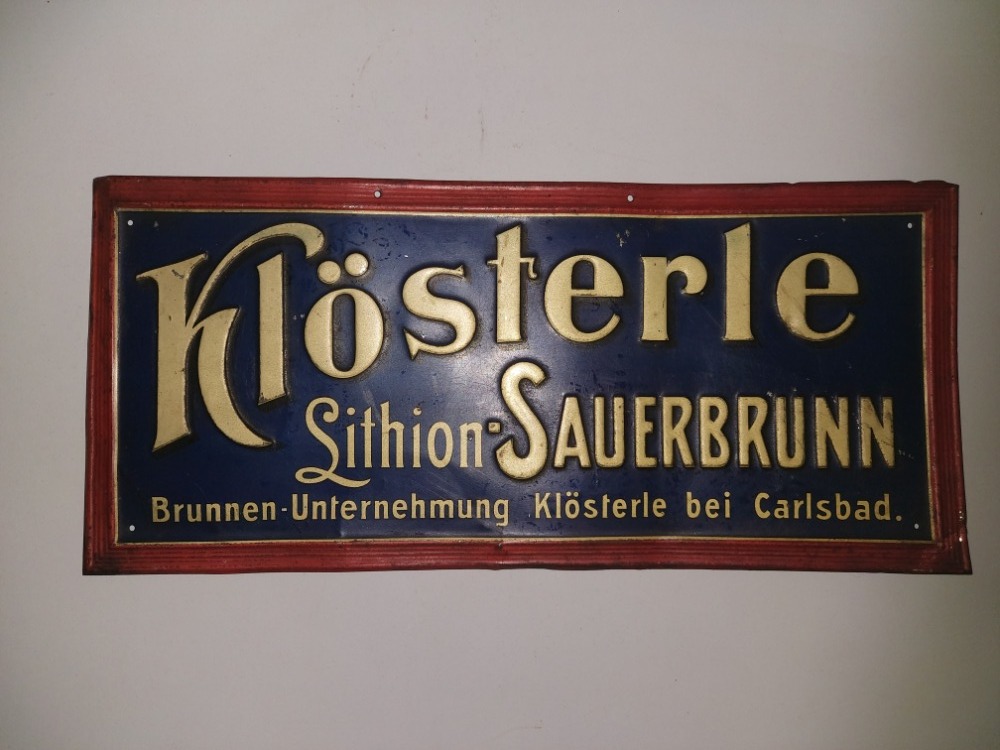 Klösterle
Lithion-SAUERBRUNN
Brunnen-Unternehmung Klösterle bei Carlsbad.